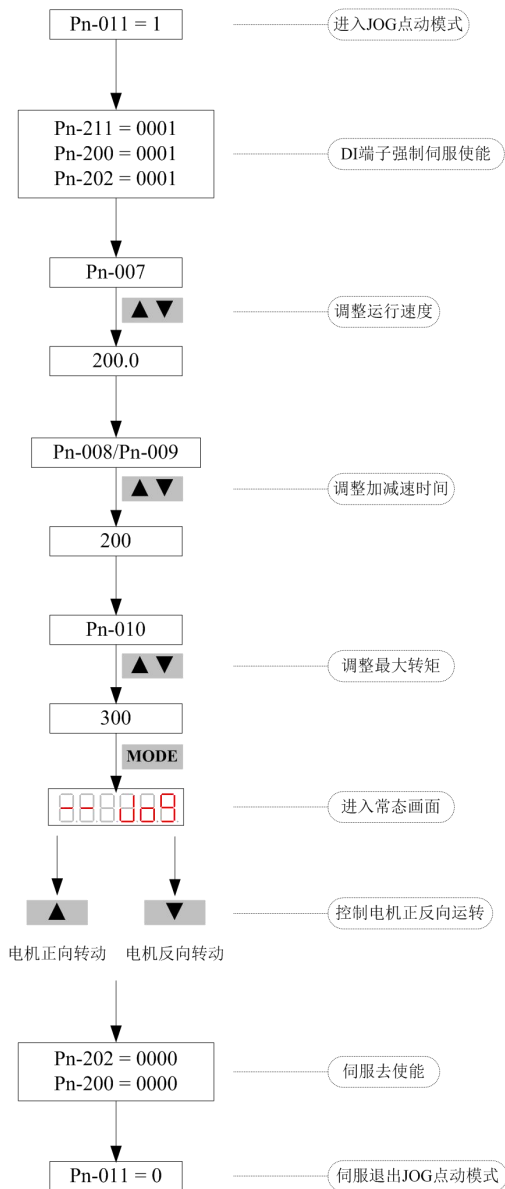 Pn-011 = 1
进入JOG点动模式
Pn-211 = 0001
Pn-200 = 0001
Pn-202 = 0001
DI端子强制伺服使能
Pn-007
▲ ▼
调整运行速度
200.0
Pn-008/Pn-009
▲ ▼
调整加减速时间
200
Pn-010
▲ ▼
调整最大转矩
300
MODE
-- Jog
进入常态画面
▲ ▼
控制电机正反向运转
电机正向转动 电机反向转动
Pn-202 = 0000
Pn-200 = 0000
伺服去使能
Pn-011 = 0
伺服退出JOG点动模式